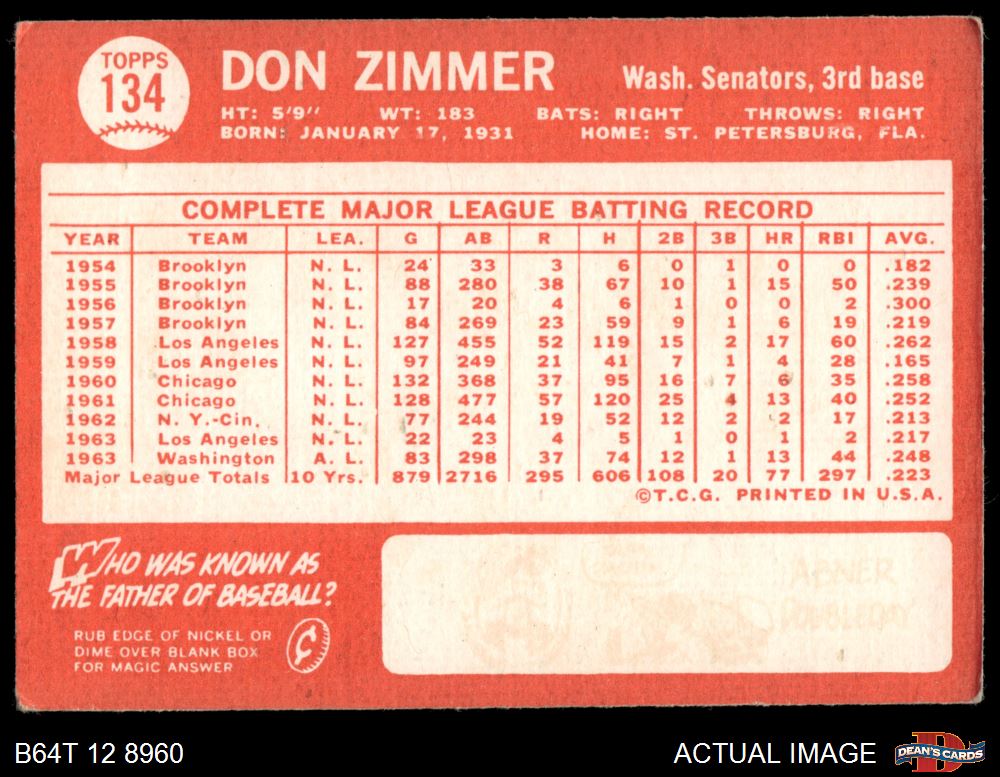 TOPPS
134
DON ZIMMER
Wash. Senators, 3rd base
HT: 5'9'' WT: 183 BATS: RIGHT THROWS: RIGHT
BORN: JANUARY 17, 1931 HOME: ST. PETERSBURG, FLA.
COMPLETE MAJOR LEAGUE BATTING RECORD
YEAR TEAM LEA. G AB R H 2B 3B HR RBI AVG.
1954 Brooklyn N. L. 24 33 3 6 0 1 0 0 .182
1955 Brooklyn N. L. 88 280 38 67 10 1 15 50 .239
1956 Brooklyn N. L. 17 20 4 6 1 0 0 2 .300
1957 Brooklyn N. L. 84 269 23 59 9 1 6 19 .219
1958 Los Angeles N. L. 127 455 52 119 15 2 17 60 .262
1959 Los Angeles N. L. 97 249 21 41 7 1 4 28 .165
1960 Chicago N. L. 132 368 37 95 16 7 6 35 .258
1961 Chicago N. L. 128 477 57 120 25 4 13 40 .252
1962 N. Y.-Cin. N. L. 77 244 19 52 12 2 2 17 .213
1963 Los Angeles N. L. 22 23 4 5 1 0 1 2 .217
1963 Washington A. L. 83 298 37 74 12 1 13 44 .248
Major League Totals 10 Yrs. 879 2716 295 606 108 20 77 297 .223
©T.C.G. PRINTED IN U.S.A.
WHO WAS KNOWN AS
THE FATHER OF BASEBALL?
RUB EDGE OF NICKEL OR
DIME OVER BLANK BOX
FOR MAGIC ANSWER
¢
ABNER
DOUBLEDAY
B64T 12 8960
ACTUAL IMAGE
DEAN'S CARDS